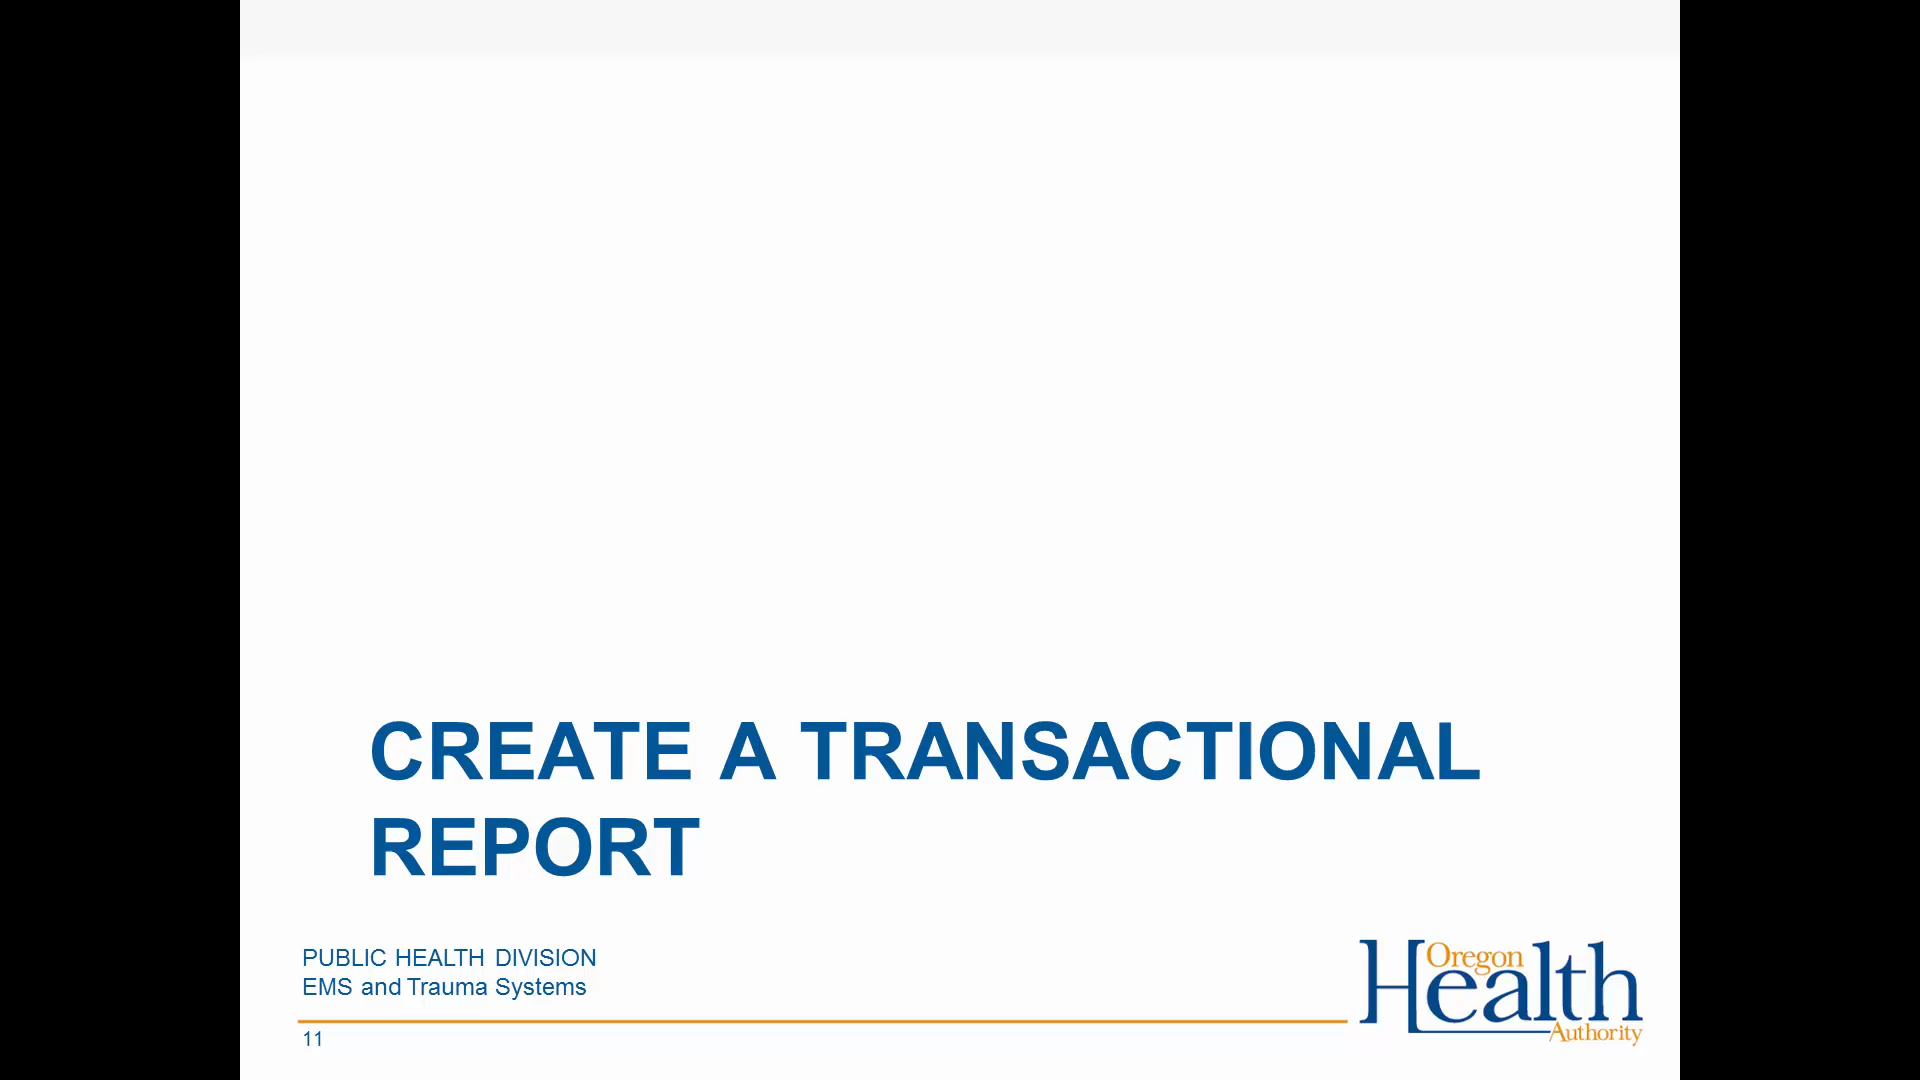 CREATE A TRANSACTIONAL
REPORT
PUBLIC HEALTH DIVISION
EMS and Trauma Systems
11
Oregon
Health
Authority